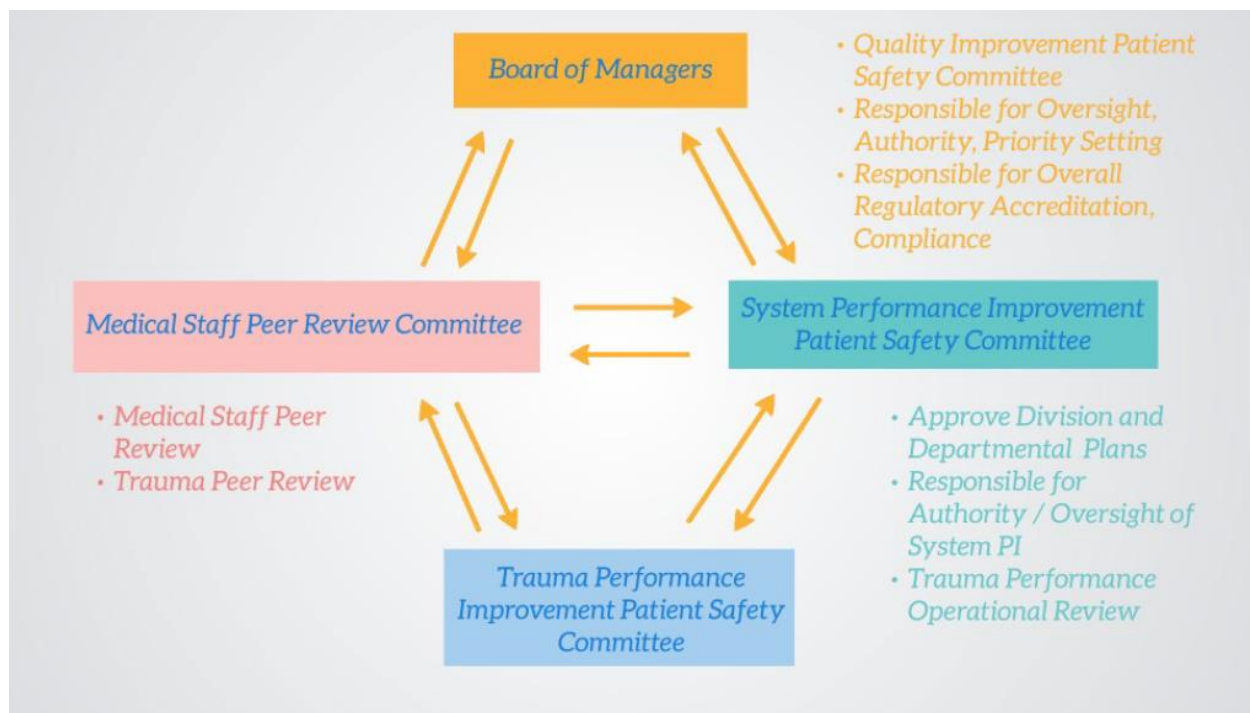 Board of Managers
• Quality Improvement Patient
Safety Committee
• Responsible for Oversight,
Authority, Priority Setting
• Responsible for Overall
Regulatory Accreditation,
Compliance
Medical Staff Peer Review Committee
System Performance Improvement
Patient Safety Committee
• Medical Staff Peer
Review
• Trauma Peer Review
• Approve Division and
Departmental Plans
• Responsible for
Authority / Oversight of
System PI
• Trauma Performance
Operational Review
Trauma Performance
Improvement Patient Safety
Committee